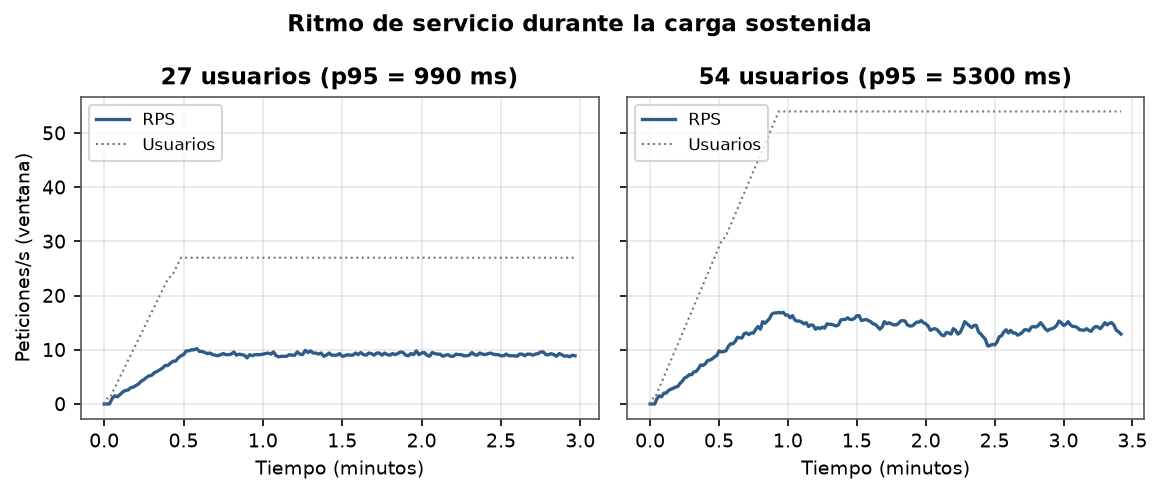 Ritmo de servicio durante la carga sostenida
27 usuarios (p95 = 990 ms)
RPS
Usuarios
Peticiones/s (ventana)
50
40
30
20
10
0
0.0 0.5 1.0 1.5 2.0 2.5 3.0
Tiempo (minutos)
54 usuarios (p95 = 5300 ms)
RPS
Usuarios
0.0 0.5 1.0 1.5 2.0 2.5 3.0 3.5
Tiempo (minutos)